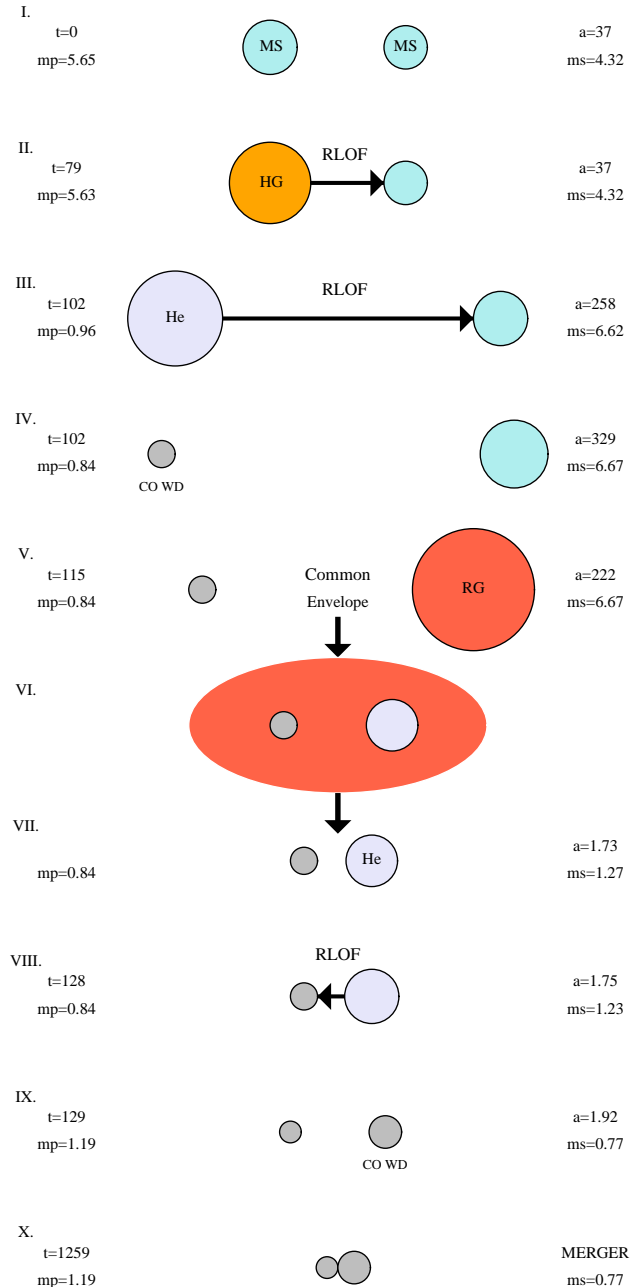 I.
t=0
a=37
MS
MS
mp=5.65
ms=4.32
II.
RLOF
t=79
a=37
HG
mp=5.63
ms=4.32
III.
RLOF
t=102
a=258
He
mp=0.96
ms=6.62
IV.
t=102
a=329
mp=0.84
ms=6.67
CO WD
V.
t=115
Common
a=222
RG
mp=0.84
Envelope
ms=6.67
VI.
VII.
a=1.73
He
mp=0.84
ms=1.27
VIII.
RLOF
t=128
a=1.75
mp=0.84
ms=1.23
IX.
t=129
a=1.92
mp=1.19
ms=0.77
CO WD
X.
t=1259
MERGER
mp=1.19
ms=0.77